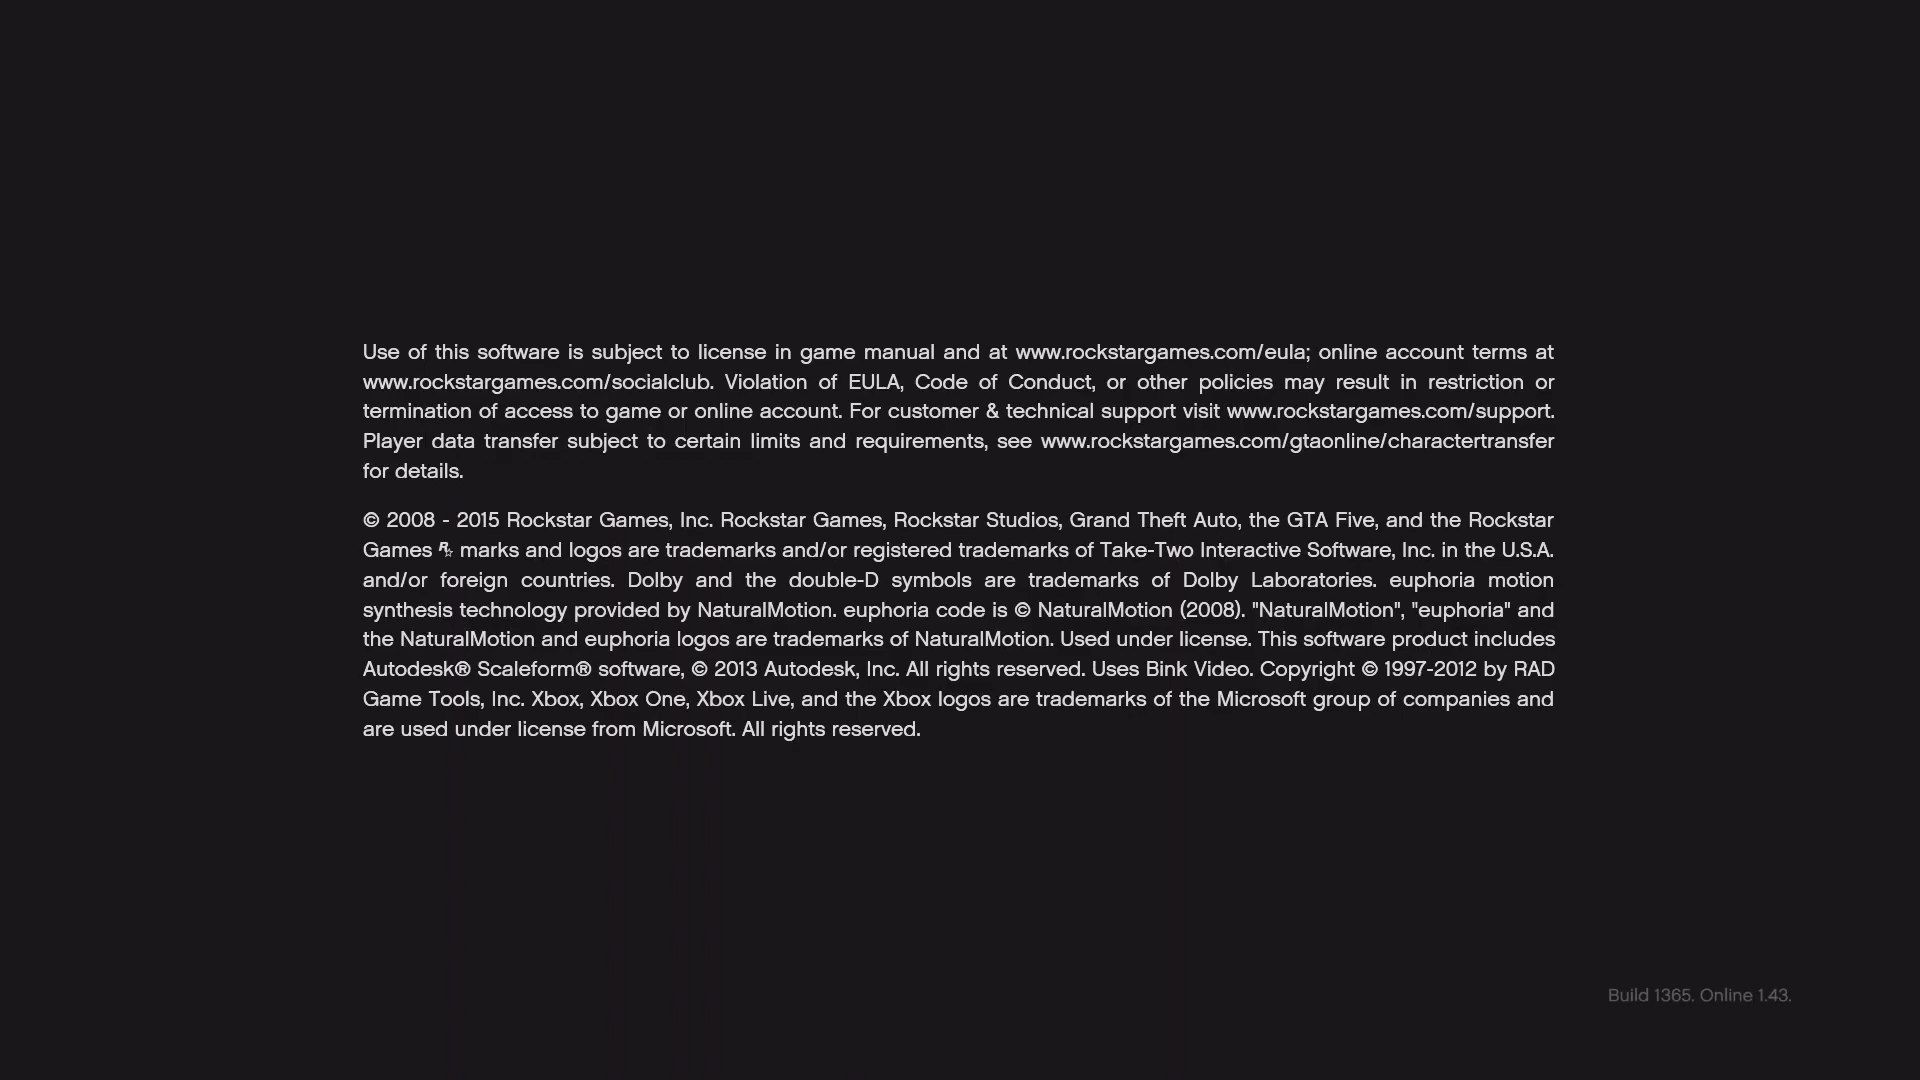 Use of this software is subject to license in game manual and at www.rockstargames.com/eula; online account terms at
www.rockstargames.com/socialclub. Violation of EULA, Code of Conduct, or other policies may result in restriction or
termination of access to game or online account. For customer & technical support visit www.rockstargames.com/support.
Player data transfer subject to certain limits and requirements, see www.rockstargames.com/gtaonline/charactertransfer
for details.
© 2008 - 2015 Rockstar Games, Inc. Rockstar Games, Rockstar Studios, Grand Theft Auto, the GTA Five, and the Rockstar
Games R* marks and logos are trademarks and/or registered trademarks of Take-Two Interactive Software, Inc. in the U.S.A.
and/or foreign countries. Dolby and the double-D symbols are trademarks of Dolby Laboratories. euphoria motion
synthesis technology provided by NaturalMotion. euphoria code is © NaturalMotion (2008). "NaturalMotion", "euphoria" and
the NaturalMotion and euphoria logos are trademarks of NaturalMotion. Used under license. This software product includes
Autodesk® Scaleform® software, © 2013 Autodesk, Inc. All rights reserved. Uses Bink Video. Copyright © 1997-2012 by RAD
Game Tools, Inc. Xbox, Xbox One, Xbox Live, and the Xbox logos are trademarks of the Microsoft group of companies and
are used under license from Microsoft. All rights reserved.
Build 1365. Online 1.43.